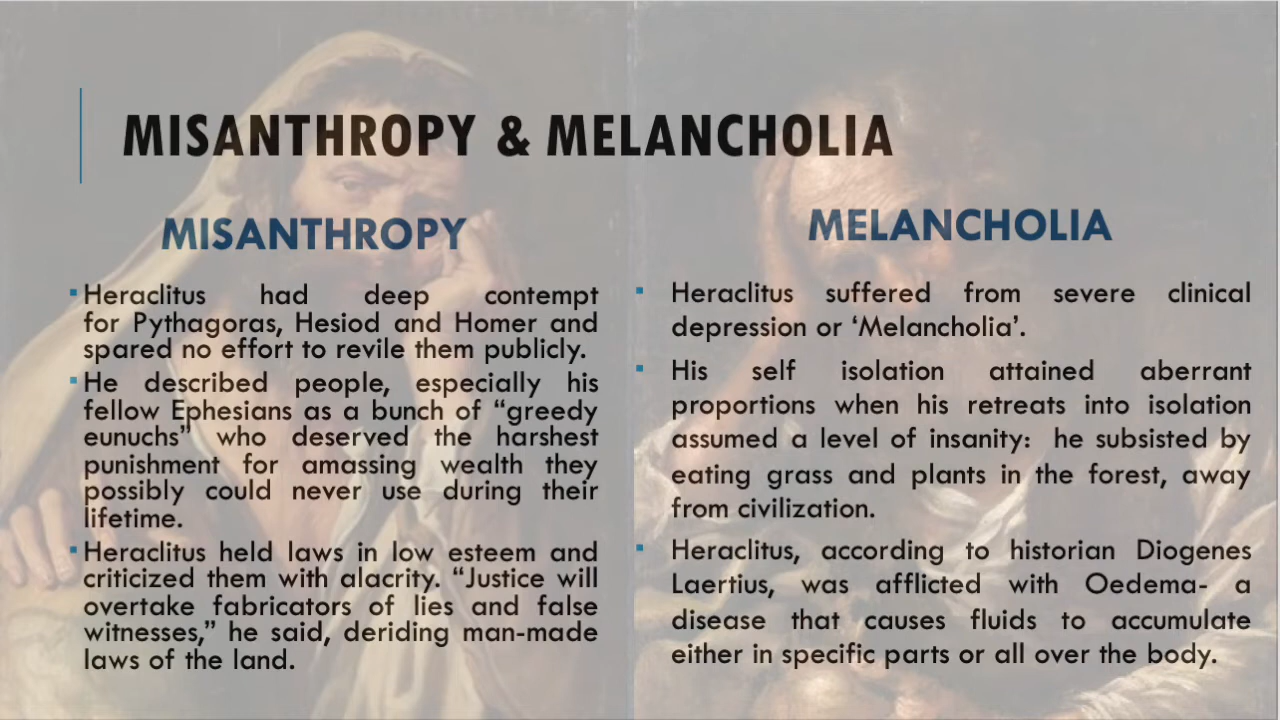 MISANTHROPY & MELANCHOLIA
MISANTHROPY
▪Heraclitus had deep contempt
for Pythagoras, Hesiod and Homer and
spared no effort to revile them publicly.
▪He described people, especially his
fellow Ephesians as a bunch of “greedy
eunuchs” who deserved the harshest
punishment for amassing wealth they
possibly could never use during their
lifetime.
▪Heraclitus held laws in low esteem and
criticized them with alacrity. “Justice will
overtake fabricators of lies and false
witnesses,” he said, deriding man-made
laws of the land.
MELANCHOLIA
▪ Heraclitus suffered from severe clinical
depression or ‘Melancholia’.
▪ His self isolation attained aberrant
proportions when his retreats into isolation
assumed a level of insanity: he subsisted by
eating grass and plants in the forest, away
from civilization.
▪ Heraclitus, according to historian Diogenes
Laertius, was afflicted with Oedema- a
disease that causes fluids to accumulate
either in specific parts or all over the body.